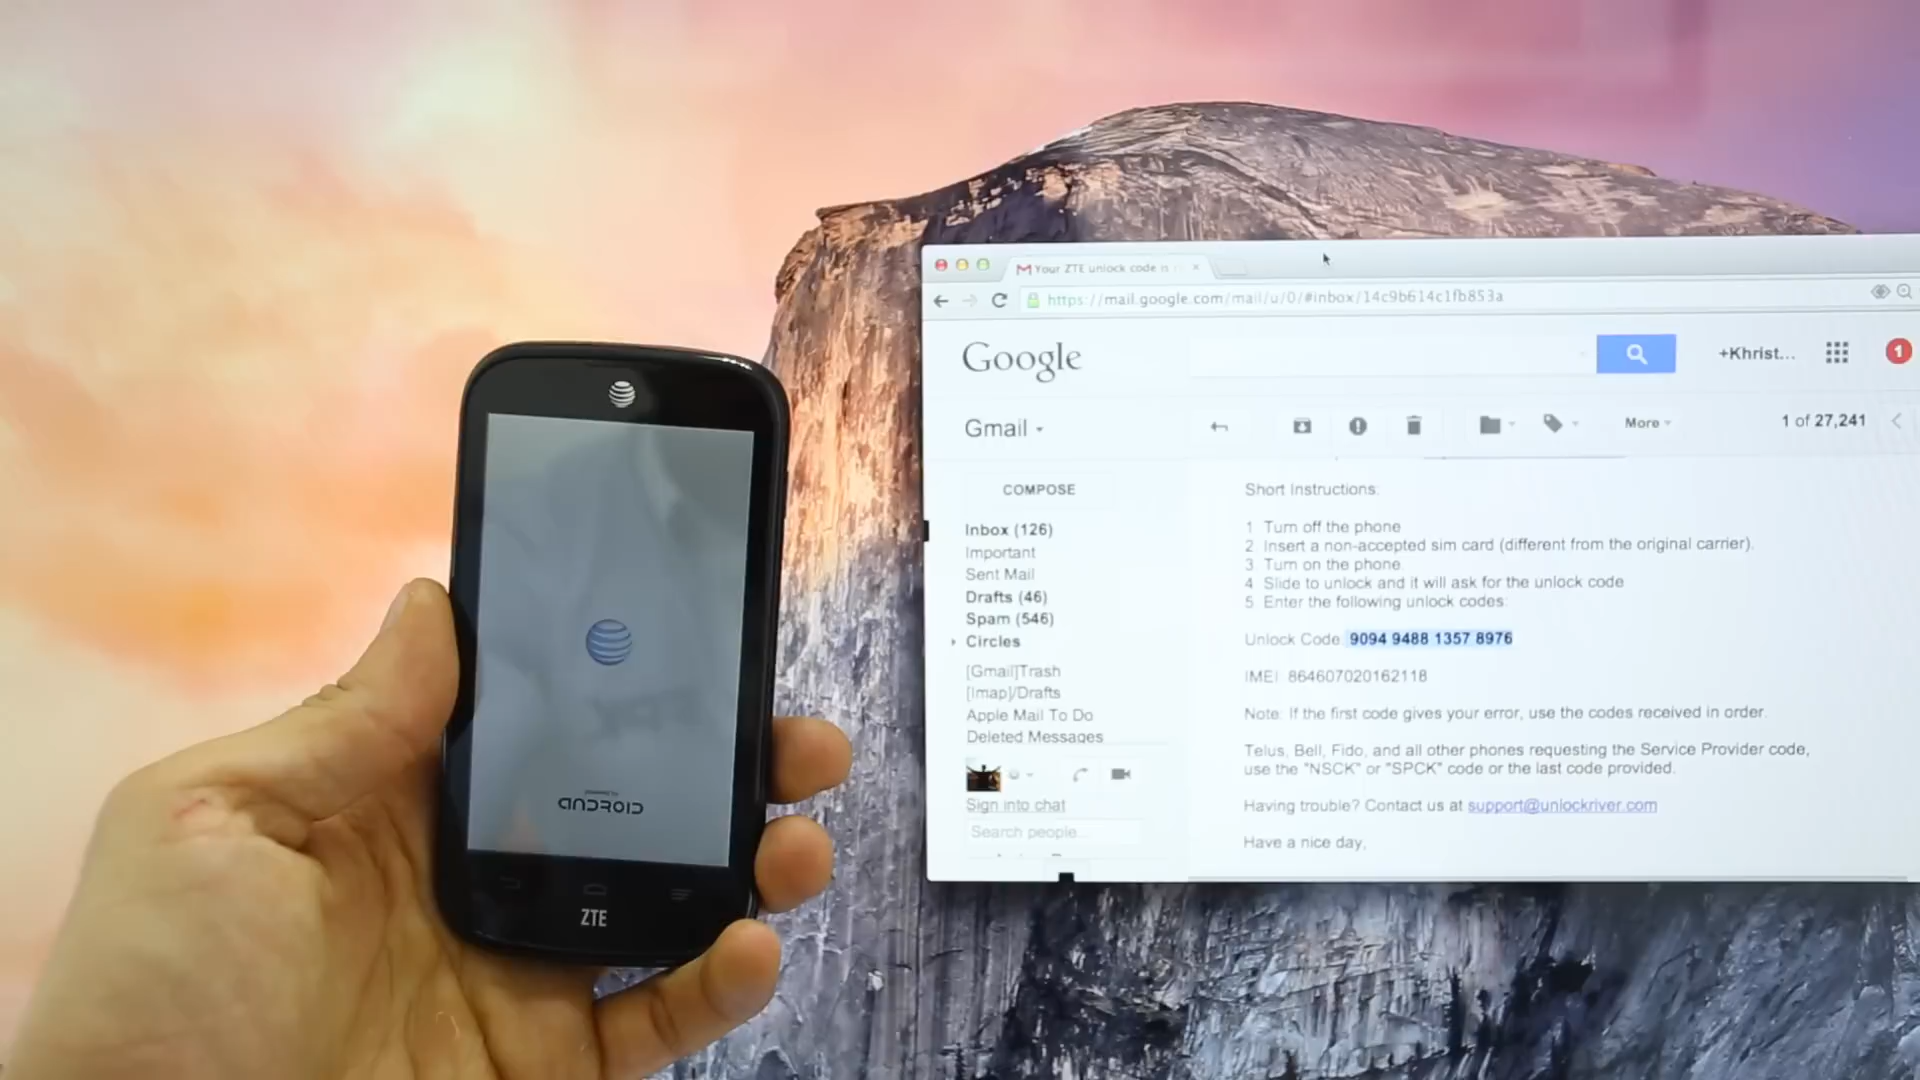 powered by
ANDROID
ZTE
Your ZTE unlock code is
https://mail.google.com/mail/u/0/#inbox/14c9b614c1fb853a
Google
+Khrist...
1
Gmail
More
1 of 27,241
COMPOSE
Inbox (126)
Important
Sent Mail
Drafts (46)
Spam (546)
Circles
[Gmail]Trash
[Imap]/Drafts
Apple Mail To Do
Deleted Messages
Sign into chat
Search people...
Short Instructions:
1. Turn off the phone
2. Insert a non-accepted sim card (different from the original carrier).
3. Turn on the phone.
4. Slide to unlock and it will ask for the unlock code
5. Enter the following unlock codes:
Unlock Code: 9094 9488 1357 8976
IMEI: 864607020162118
Note: If the first code gives your error, use the codes received in order.
Telus, Bell, Fido, and all other phones requesting the Service Provider code,
use the "NSCK" or "SPCK" code or the last code provided.
Having trouble? Contact us at support@unlockriver.com
Have a nice day,